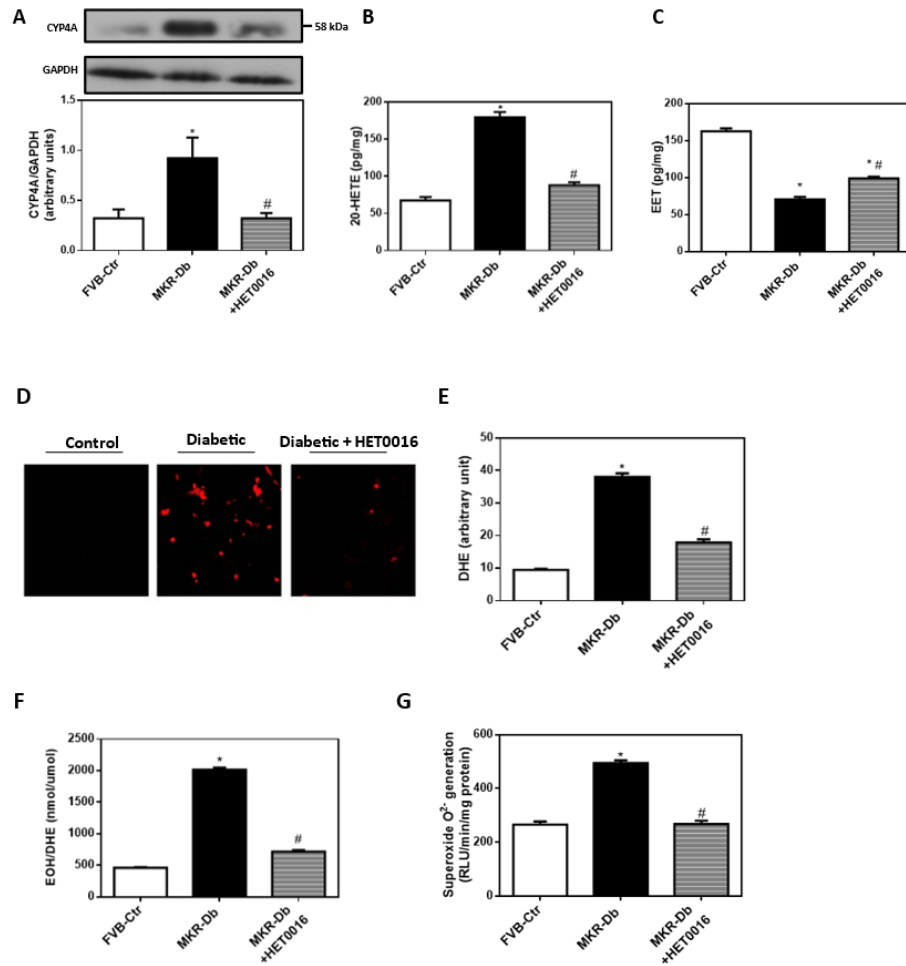 A
CYP4A
58 kDa
GAPDH
CYP4A/GAPDH
(arbitrary units)
1.5
1.0
0.5
0.0
FVB-Ctr
MKR-Db
MKR-Db
+HET0016
*
#
B
20-HETE (pg/mg)
200
150
100
50
0
FVB-Ctr
MKR-Db
MKR-Db
+HET0016
*
#
C
EET (pg/mg)
200
150
100
50
0
FVB-Ctr
MKR-Db
MKR-Db
+HET0016
*
* #
D
Control
Diabetic
Diabetic + HET0016
E
DHE (arbitrary unit)
50
40
30
20
10
0
FVB-Ctr
MKR-Db
MKR-Db
+HET0016
*
#
F
EOH/DHE (nmol/umol)
2500
2000
1500
1000
500
0
FVB-Ctr
MKR-Db
MKR-Db
+HET0016
*
#
G
Superoxide O²⁻ generation
(RLU/min/mg protein)
600
400
200
0
FVB-Ctr
MKR-Db
MKR-Db
+HET0016
*
#